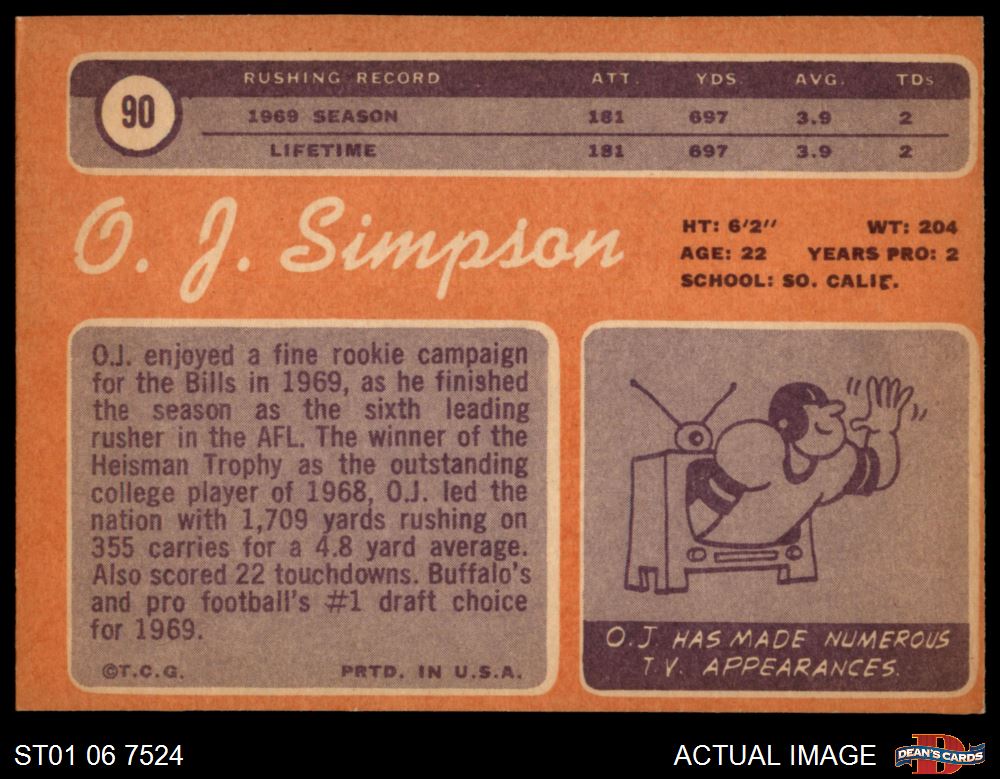 90
RUSHING RECORD ATT. YDS. AVG. TDs
1969 SEASON 181 697 3.9 2
LIFETIME 181 697 3.9 2
O. J. Simpson
HT: 6'2" WT: 204
AGE: 22 YEARS PRO: 2
SCHOOL: SO. CALIF.
O.J. enjoyed a fine rookie campaign
for the Bills in 1969, as he finished
the season as the sixth leading
rusher in the AFL. The winner of the
Heisman Trophy as the outstanding
college player of 1968, O.J. led the
nation with 1,709 yards rushing on
355 carries for a 4.8 yard average.
Also scored 22 touchdowns. Buffalo's
and pro football's #1 draft choice
for 1969.
©T.C.G. PRTD. IN U.S.A.
O.J HAS MADE NUMEROUS
T.V. APPEARANCES.
ST01 06 7524
ACTUAL IMAGE
DEAN'S CARDS